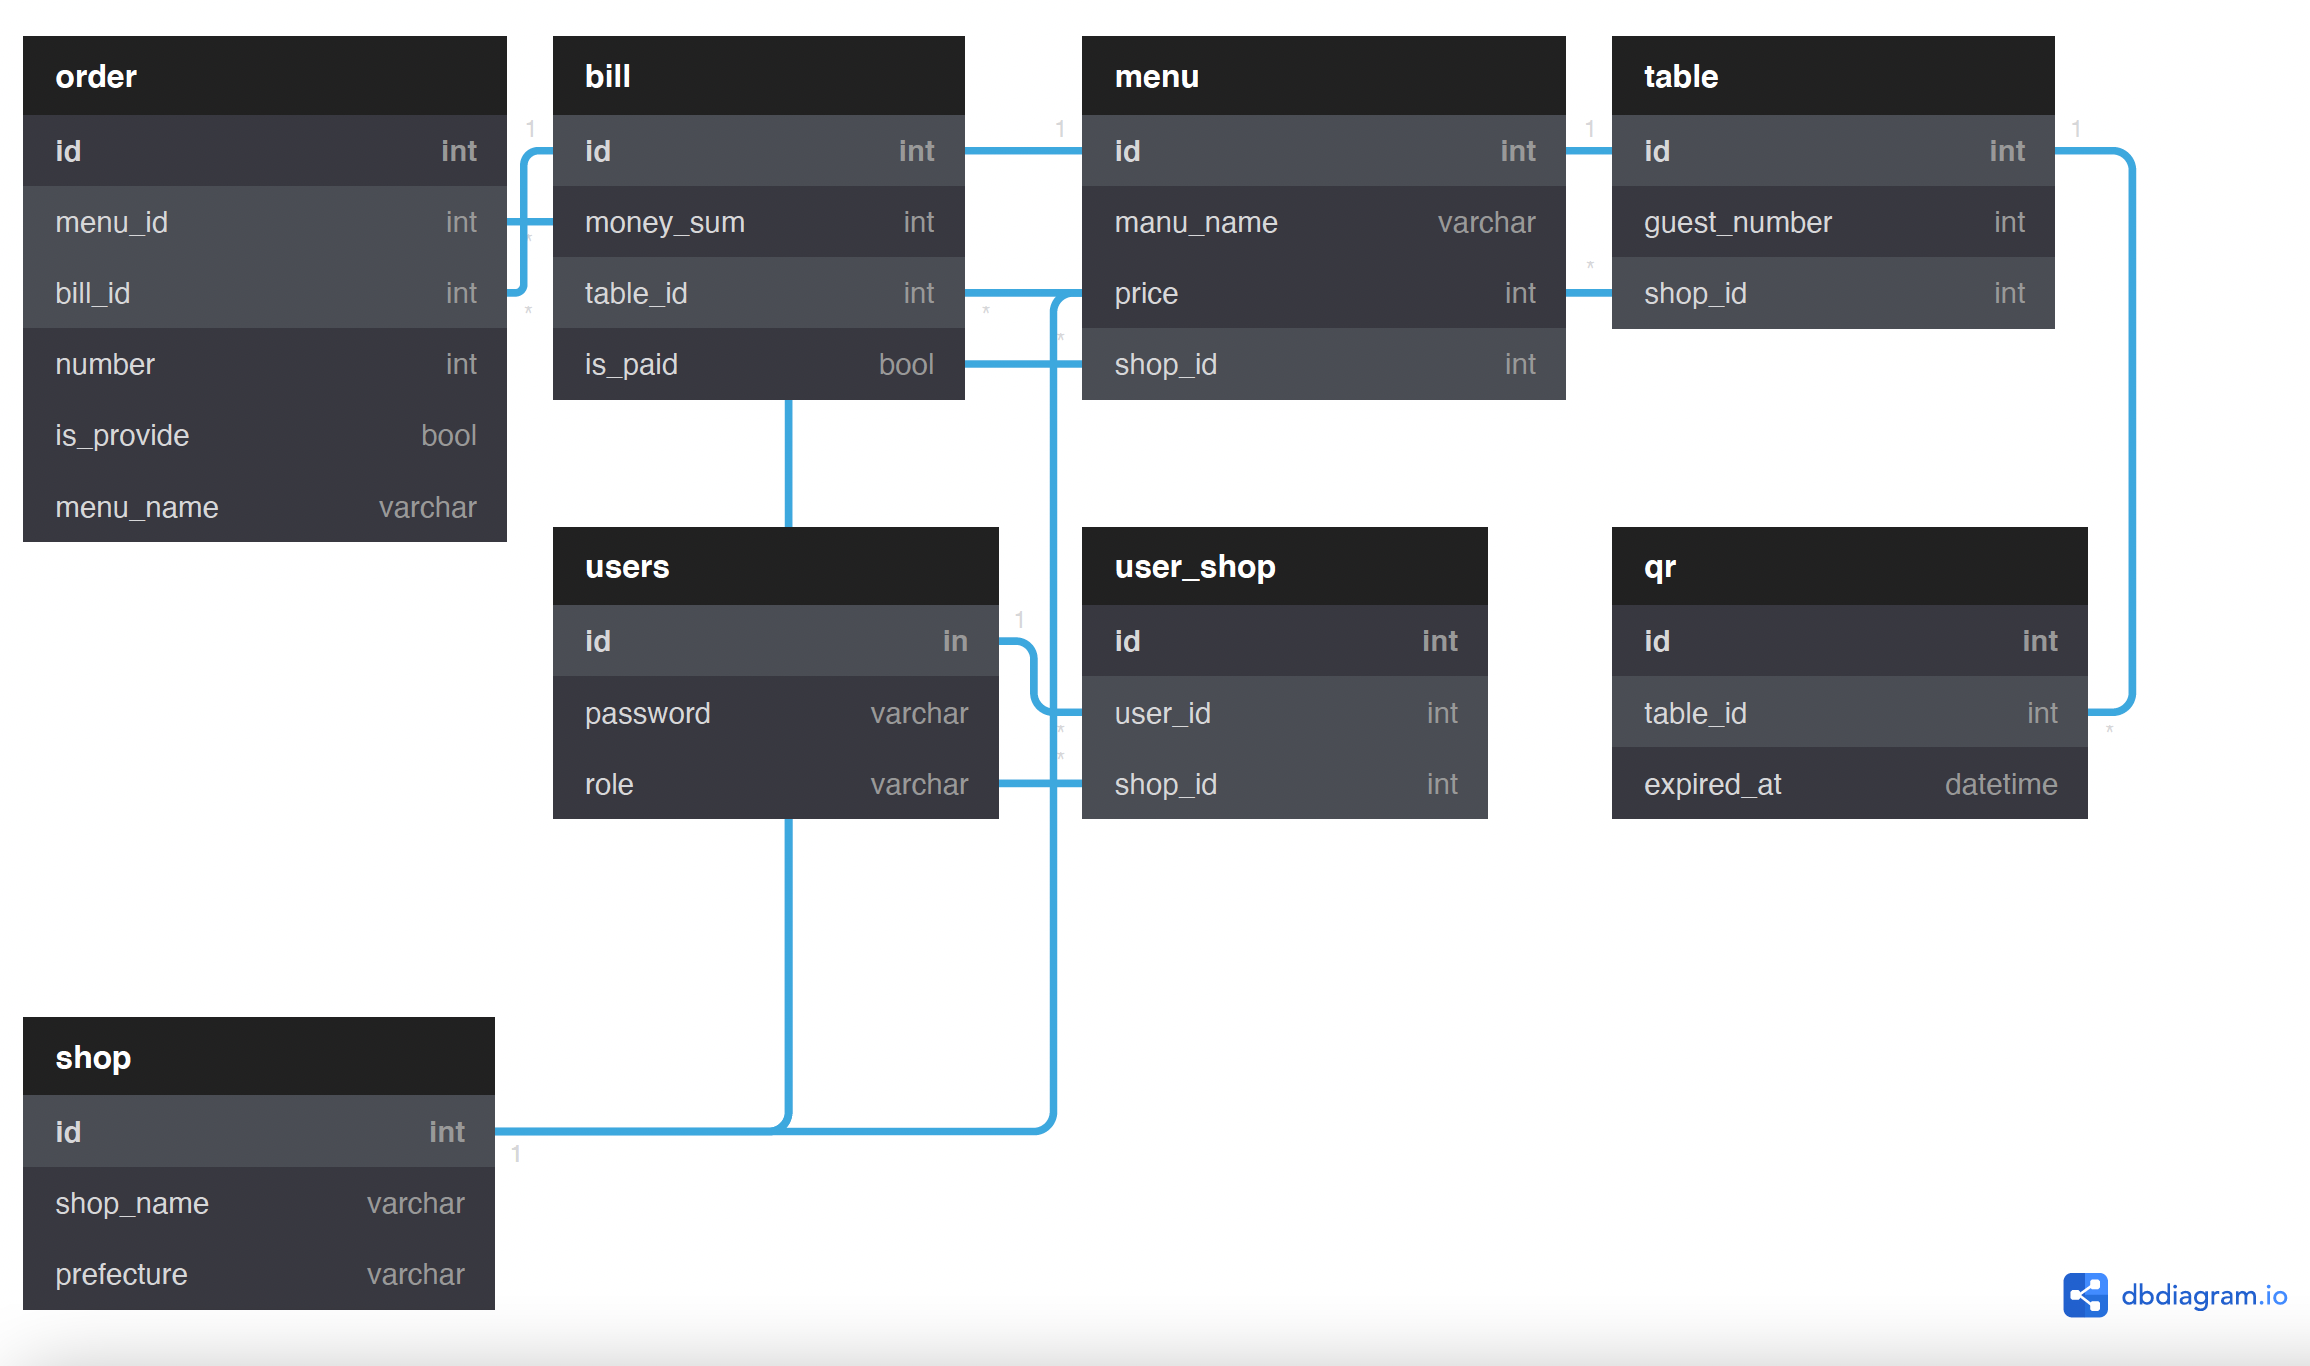 order
id int
menu_id int
bill_id int
number int
is_provide bool
menu_name varchar
bill
id int
money_sum int
table_id int
is_paid bool
menu
id int
manu_name varchar
price int
shop_id int
table
id int
guest_number int
shop_id int
users
id in
password varchar
role varchar
user_shop
id int
user_id int
shop_id int
qr
id int
table_id int
expired_at datetime
shop
id int
shop_name varchar
prefecture varchar
1
*
*
1
*
*
1
*
1
1
*
*
*
1
dbdiagram.io